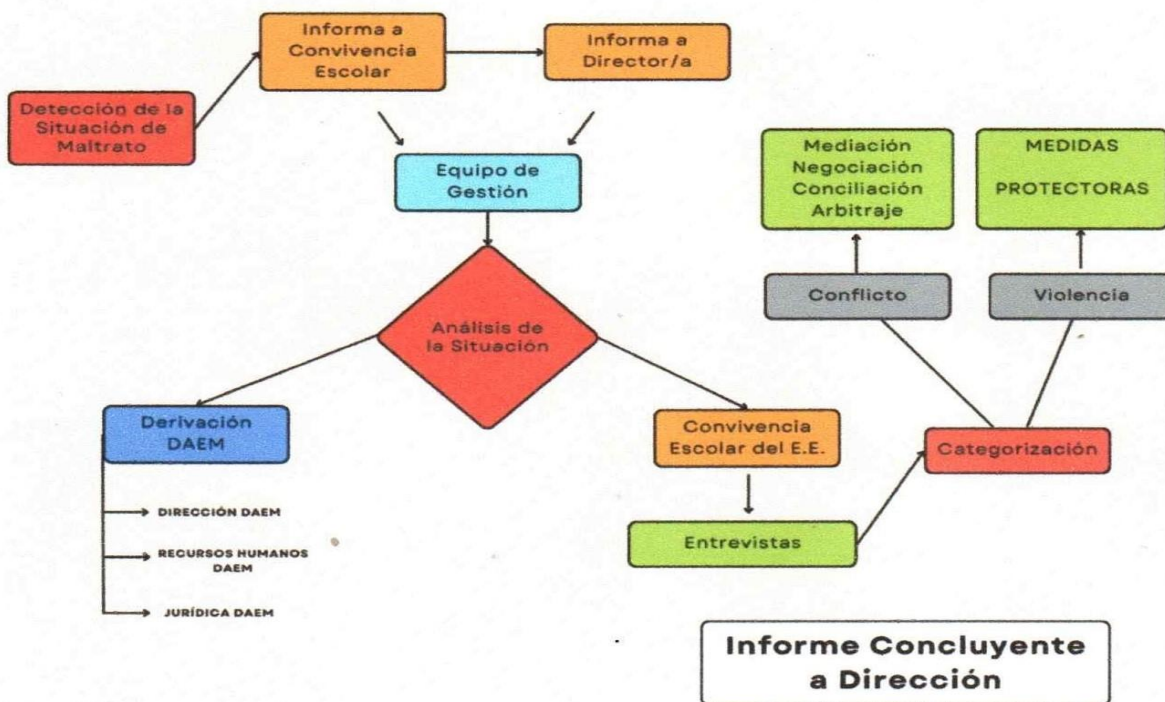 Informa a
Convivencia
Escolar
Informa a
Director/a
Detección de la
Situación de
Maltrato
Equipo de
Gestión
Mediación
Negociación
Conciliación
Arbitraje
MEDIDAS
PROTECTORAS
Conflicto
Violencia
Análisis de
la Situación
Derivación
DAEM
DIRECCIÓN DAEM
RECURSOS HUMANOS
DAEM
JURÍDICA DAEM
Convivencia
Escolar del E.E.
Categorización
Entrevistas
Informe Concluyente
a Dirección